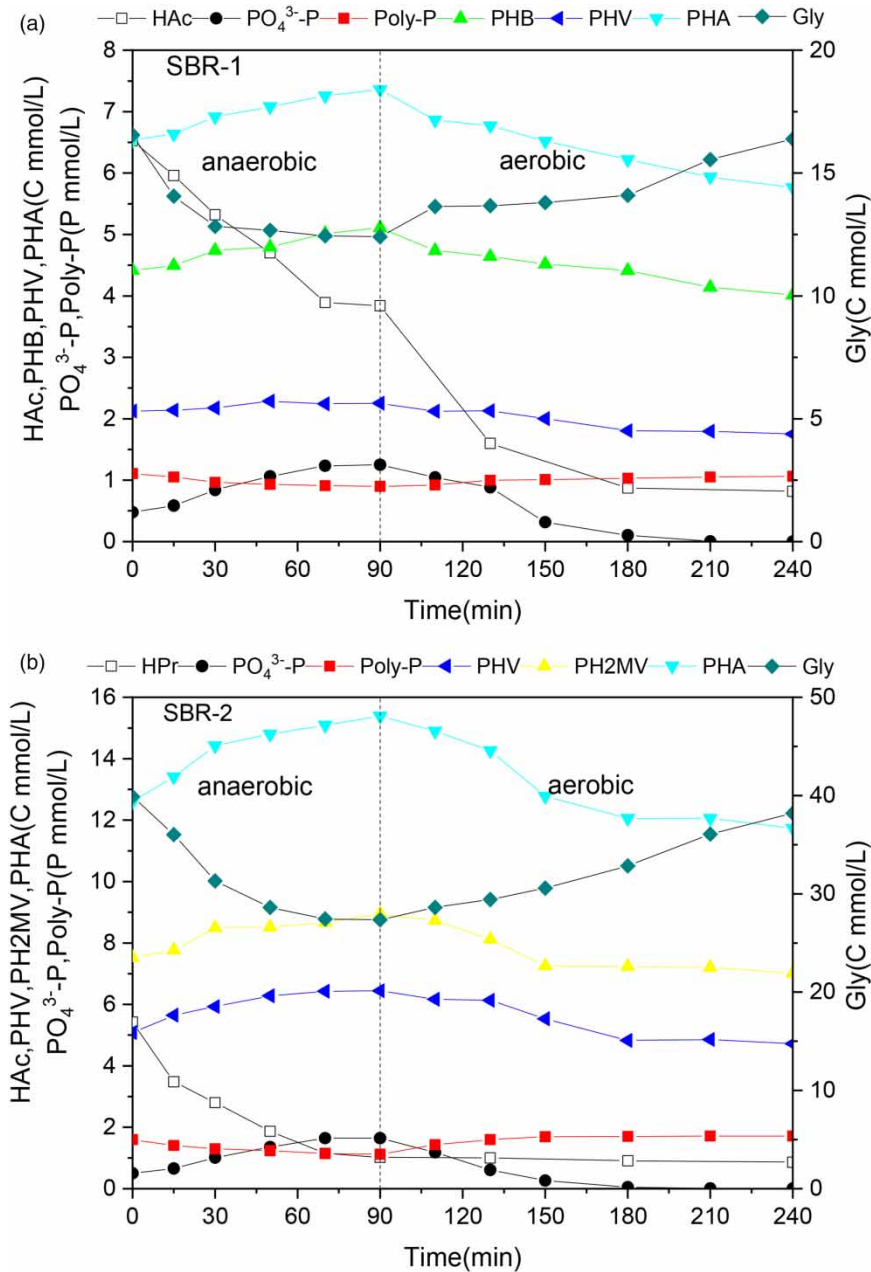 (a)
HAc PO₄³⁻-P Poly-P PHB PHV PHA Gly
SBR-1
anaerobic
aerobic
8
7
6
5
4
3
2
1
0
20
15
10
5
0
HAc,PHB,PHV,PHA(C mmol/L)
PO₄³⁻-P,Poly-P(P mmol/L)
Gly(C mmol/L)
0 30 60 90 120 150 180 210 240
Time(min)
(b)
HPr PO₄³⁻-P Poly-P PHV PH2MV PHA Gly
SBR-2
anaerobic
aerobic
16
14
12
10
8
6
4
2
0
50
40
30
20
10
0
HAc,PHV,PH2MV,PHA(C mmol/L)
PO₄³⁻-P,Poly-P(P mmol/L)
Gly(C mmol/L)
0 30 60 90 120 150 180 210 240
Time(min)